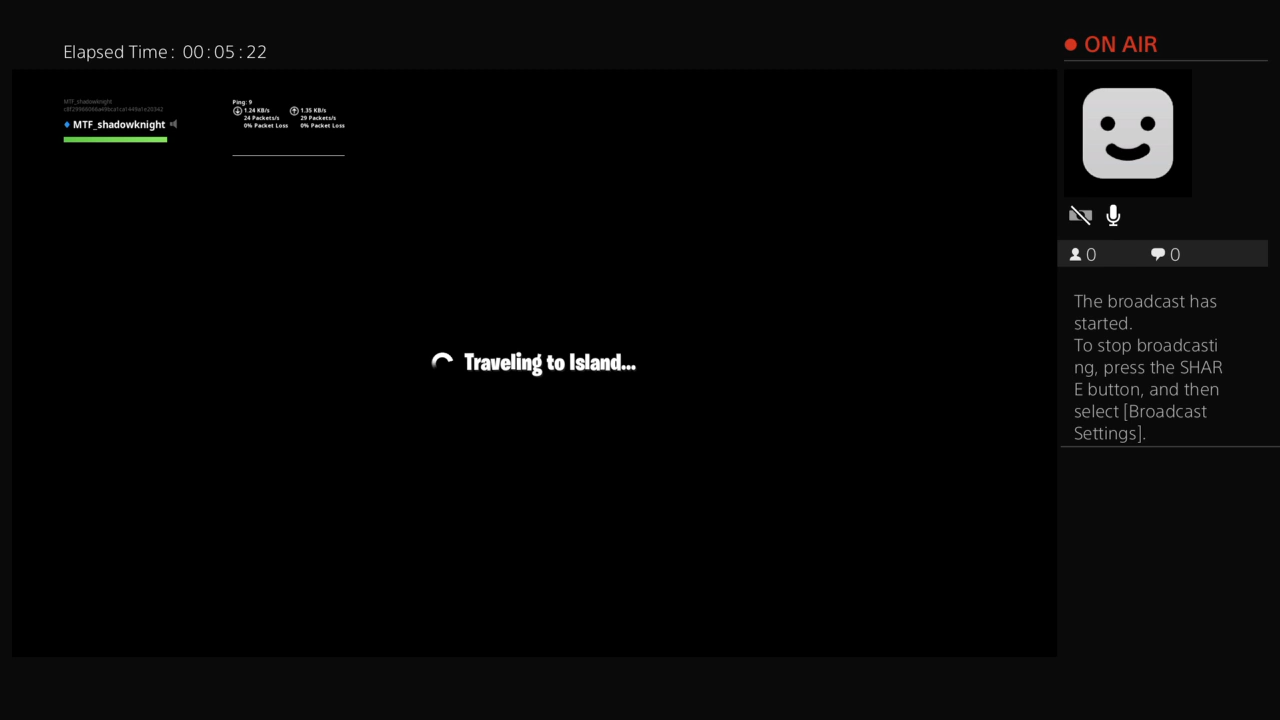 Elapsed Time: 00:05:22
ON AIR
MTF_shadowknight
MTF_shadowknight
Ping: 9
1.24 KB/s
24 Packets/s
0% Packet Loss
1.35 KB/s
29 Packets/s
0% Packet Loss
0
0
The broadcast has
started.
To stop broadcasti
ng, press the SHAR
E button, and then
select [Broadcast
Settings].
Traveling to Island...